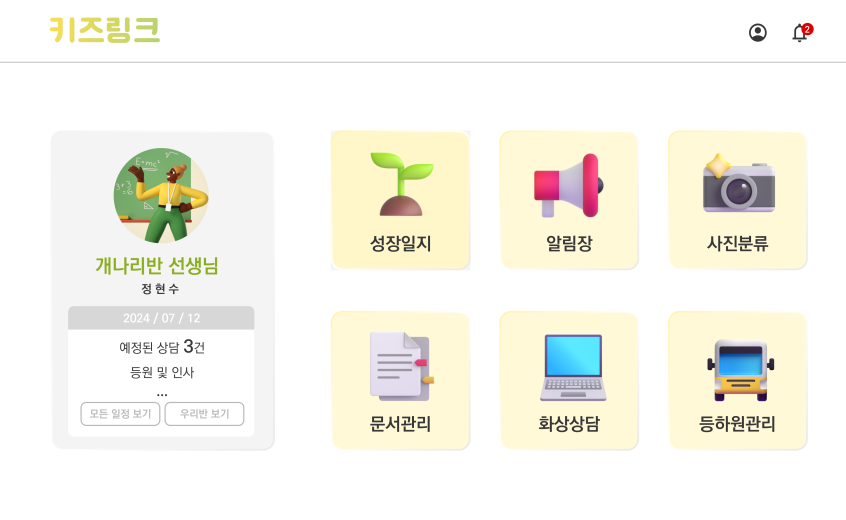 키즈링크
2
E=mc²
개나리반 선생님
정현수
2024 / 07 / 12
예정된 상담 3건
등원 및 인사
...
모든 일정 보기 우리반 보기
성장일지 알림장 사진분류
문서관리 화상상담 등하원관리